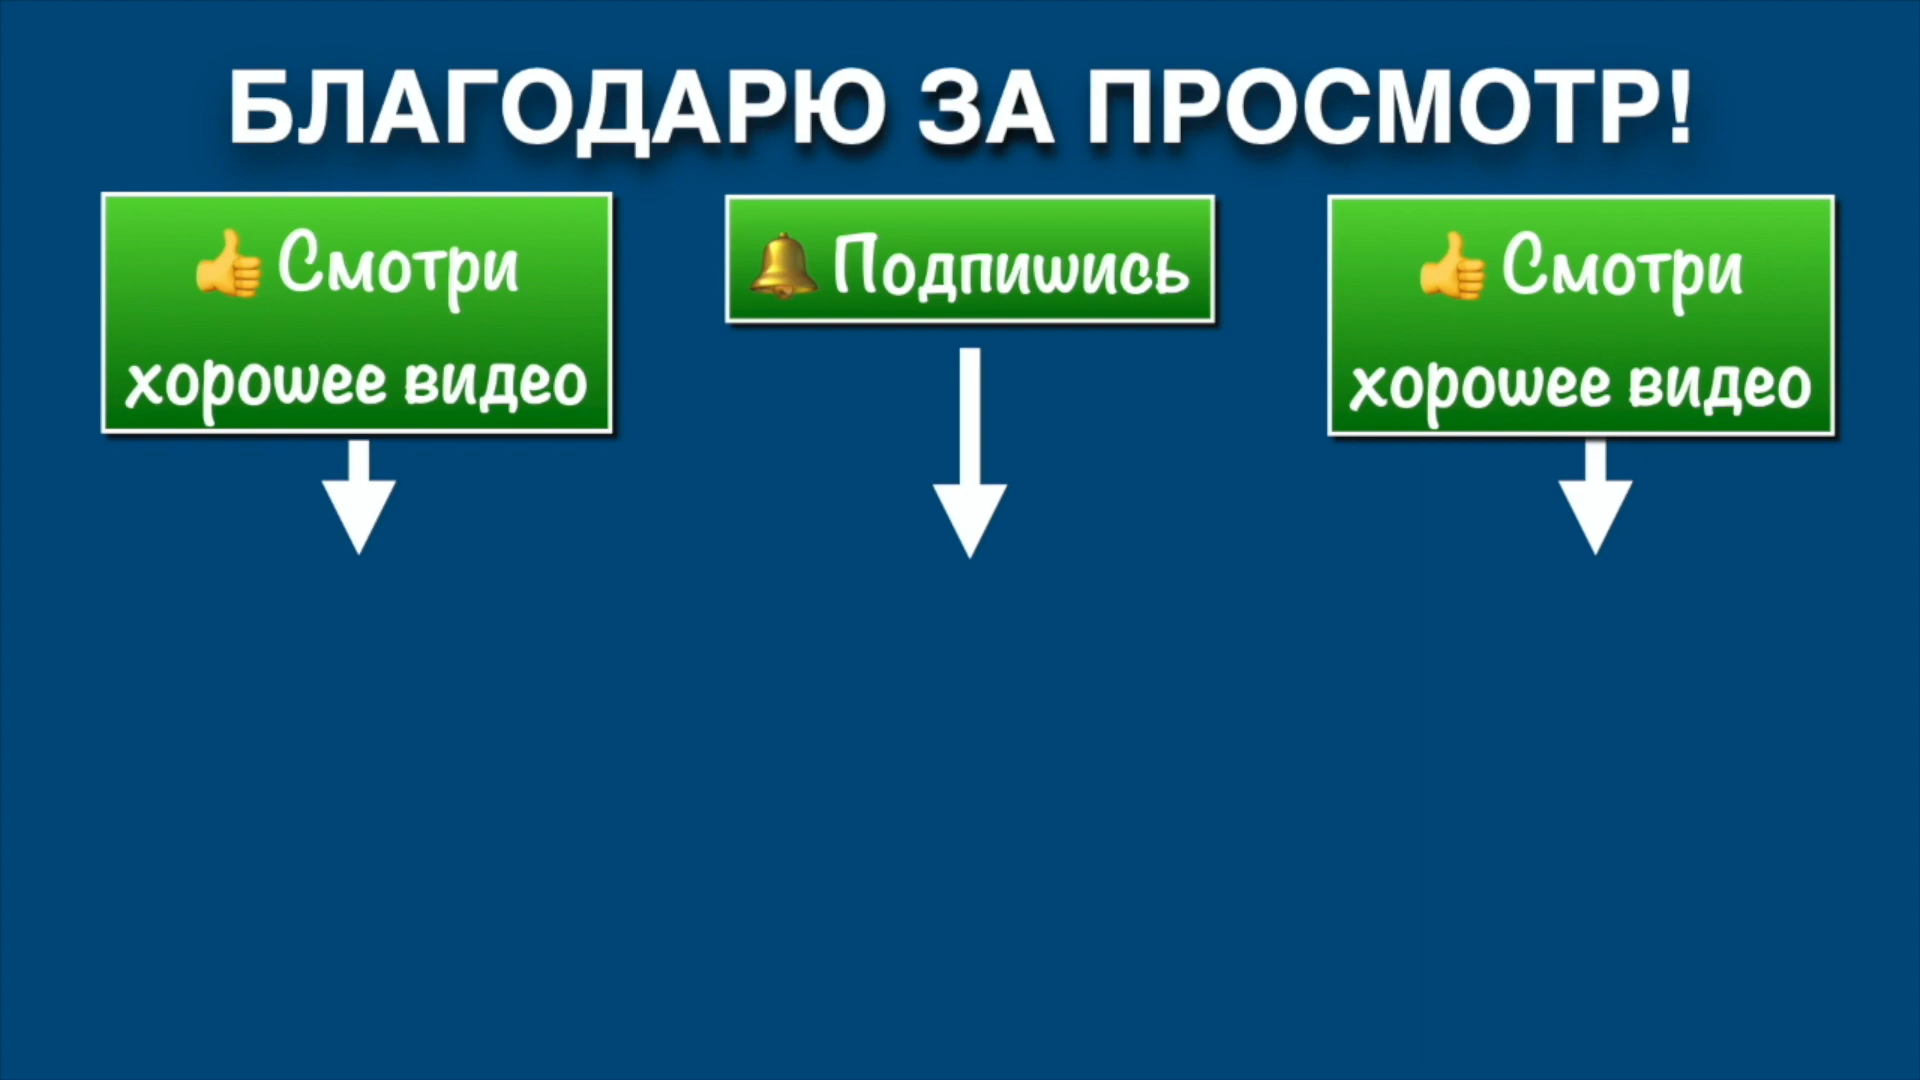 БЛАГОДАРЮ ЗА ПРОСМОТР!
👍 Смотри
хорошее видео
🔔 Подпишись
👍 Смотри
хорошее видео